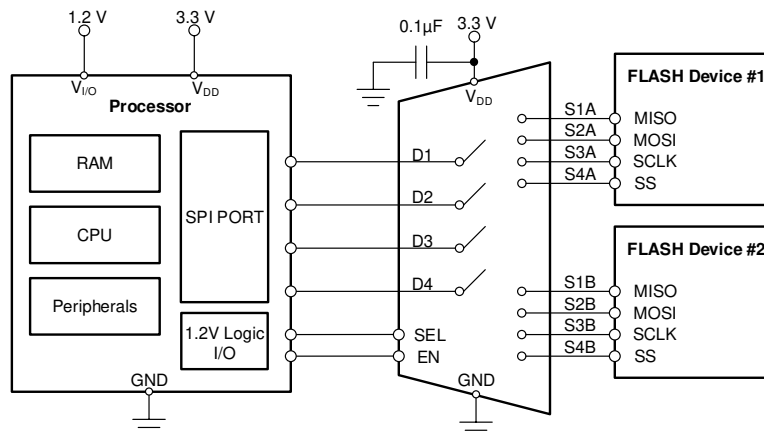 1.2 V
3.3 V
0.1µF
3.3 V
V_I/O
V_DD
Processor
RAM
CPU
Peripherals
SPI PORT
1.2V Logic
I/O
GND
V_DD
D1
D2
D3
D4
SEL
EN
GND
S1A
S2A
S3A
S4A
S1B
S2B
S3B
S4B
FLASH Device #1
MISO
MOSI
SCLK
SS
FLASH Device #2
MISO
MOSI
SCLK
SS